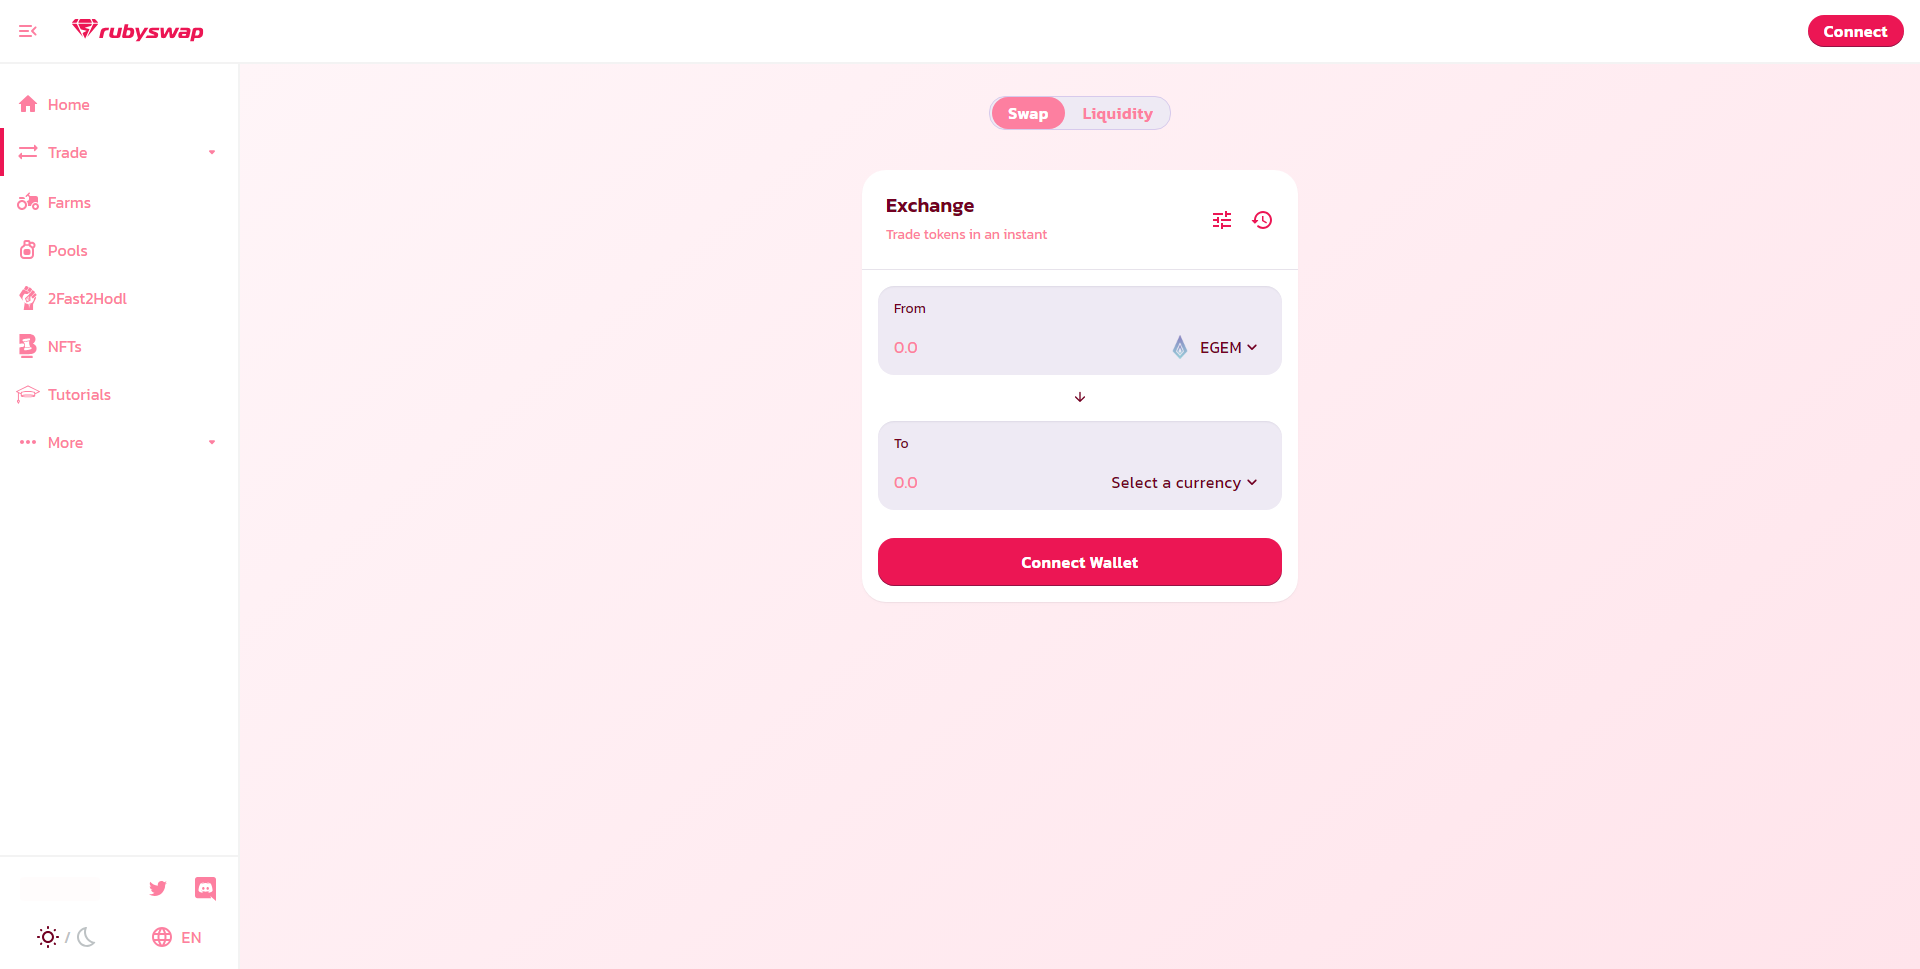 rubyswap
Connect
Home
Trade
Farms
Pools
2Fast2Hodl
NFTs
Tutorials
More
Swap
Liquidity
Exchange
Trade tokens in an instant
From
0.0
EGEM
To
0.0
Select a currency
Connect Wallet
/
EN